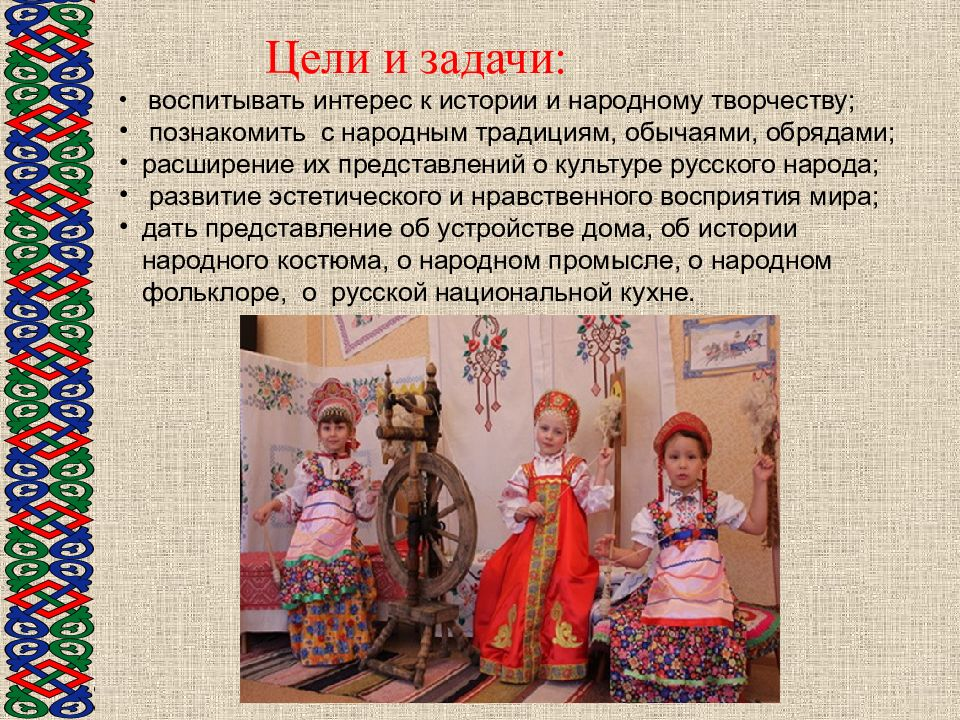 Цели и задачи:
• воспитывать интерес к истории и народному творчеству;
• познакомить с народным традициям, обычаями, обрядами;
• расширение их представлений о культуре русского народа;
• развитие эстетического и нравственного восприятия мира;
• дать представление об устройстве дома, об истории
народного костюма, о народном промысле, о народном
фольклоре, о русской национальной кухне.